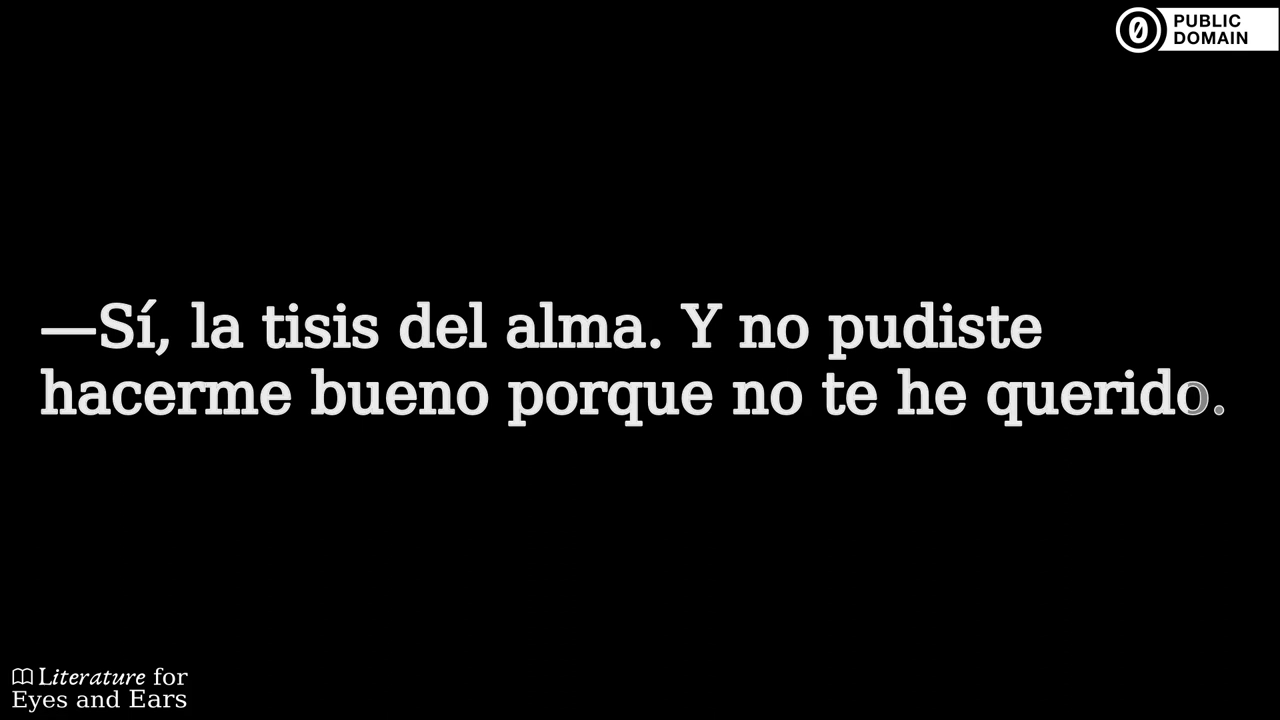 PUBLIC
DOMAIN
—Sí, la tisis del alma. Y no pudiste
hacerme bueno porque no te he querido.
Literature for
Eyes and Ears